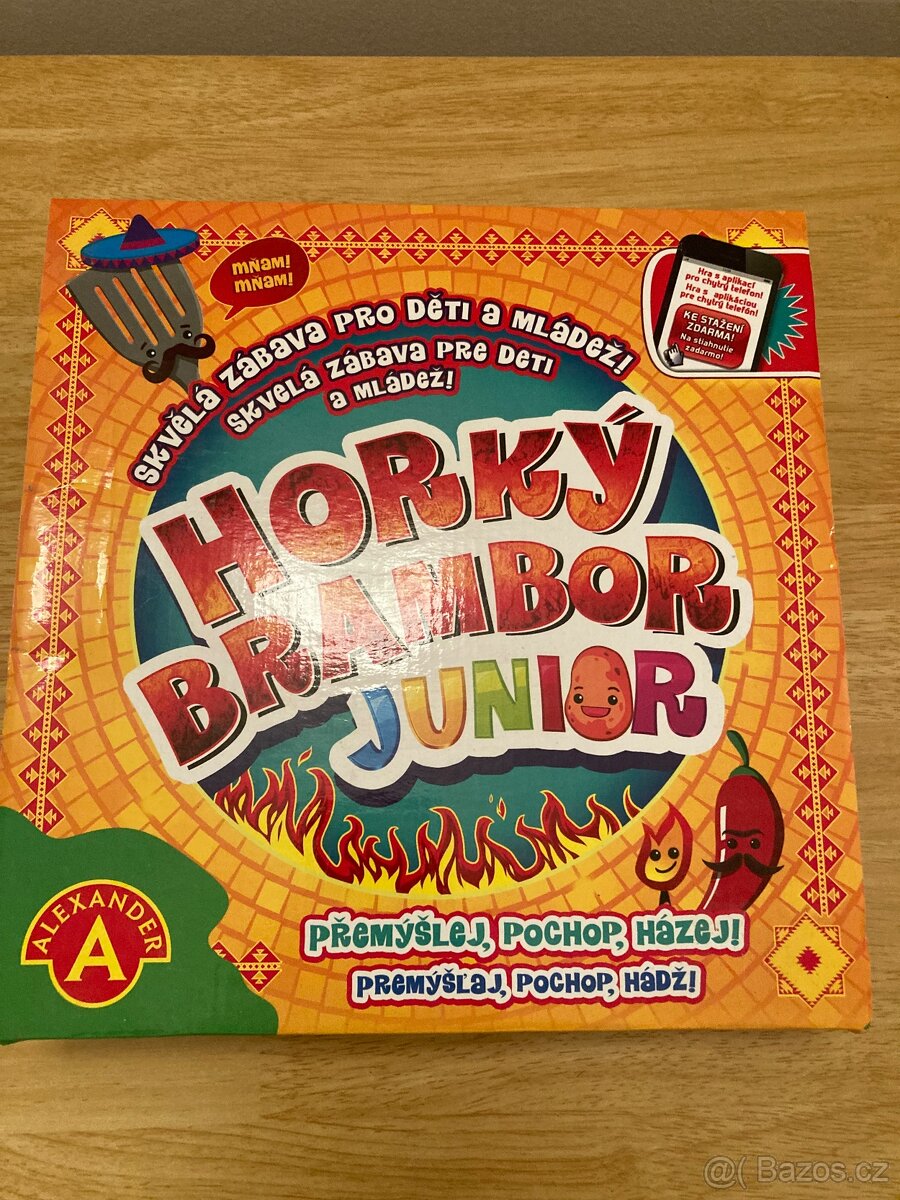 MŇAM!
MŇAM!
Hra s aplikací
pro chytrý telefon!
Hra s aplikáciou
pre chytrý telefón!
KE STAŽENÍ
ZDARMA!
Na stiahnutie
zadarmo!
SKVĚLÁ ZÁBAVA PRO DĚTI A MLÁDEŽ!
SKVELÁ ZÁBAVA PRE DETI
A MLÁDEŽ!
HORKÝ
BRAMBOR
JUNIOR
ALEXANDER
A
PŘEMÝŠLEJ, POCHOP, HÁZEJ!
PREMÝŠĽAJ, POCHOP, HÁDŽ!
@( Bazos.cz